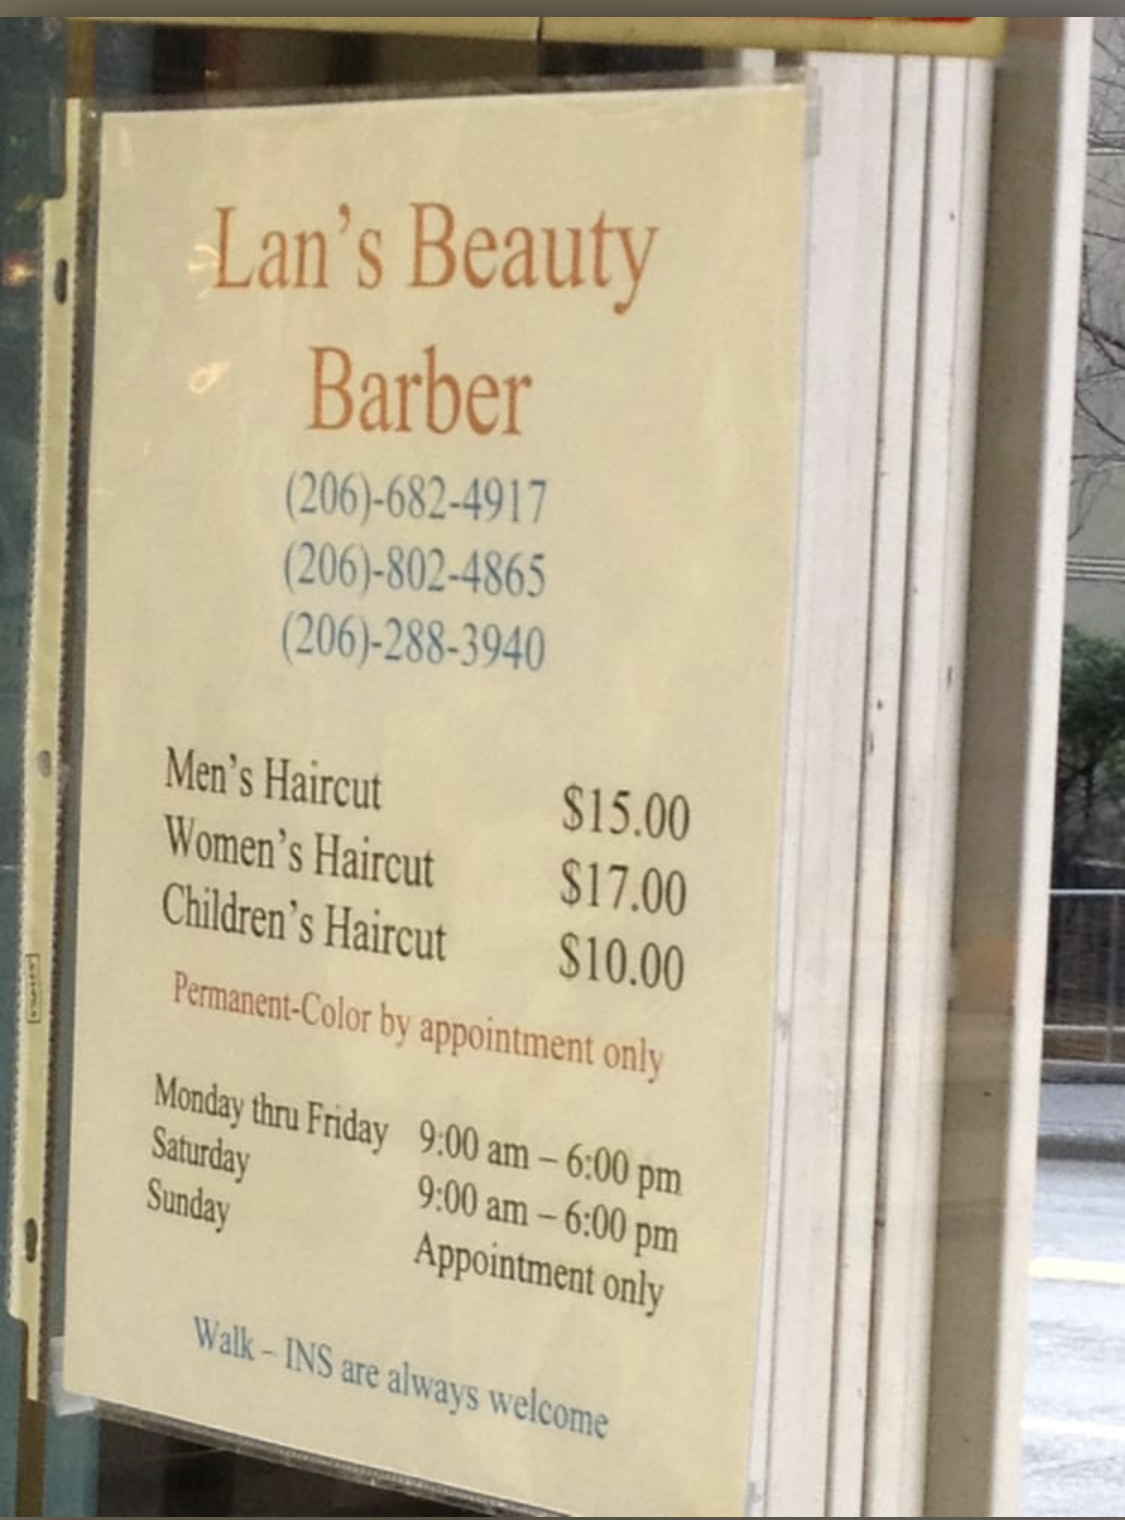 Lan's Beauty
Barber
(206)-682-4917
(206)-802-4865
(206)-288-3940
Men's Haircut $15.00
Women's Haircut $17.00
Children's Haircut $10.00
Permanent-Color by appointment only
Monday thru Friday 9:00 am – 6:00 pm
Saturday 9:00 am – 6:00 pm
Sunday Appointment only
Walk – INS are always welcome